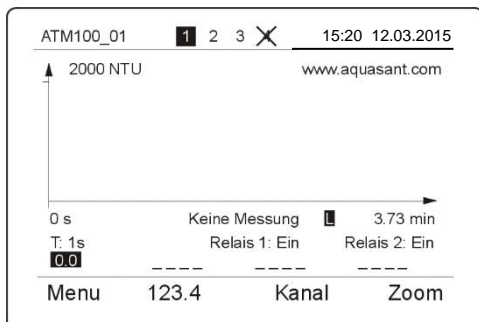 ATM100_01 1 2 3 4 15:20 12.03.2015
2000 NTU www.aquasant.com
0 s Keine Messung L 3.73 min
T: 1s Relais 1: Ein Relais 2: Ein
0.0 ---- ---- ----
Menu 123.4 Kanal Zoom